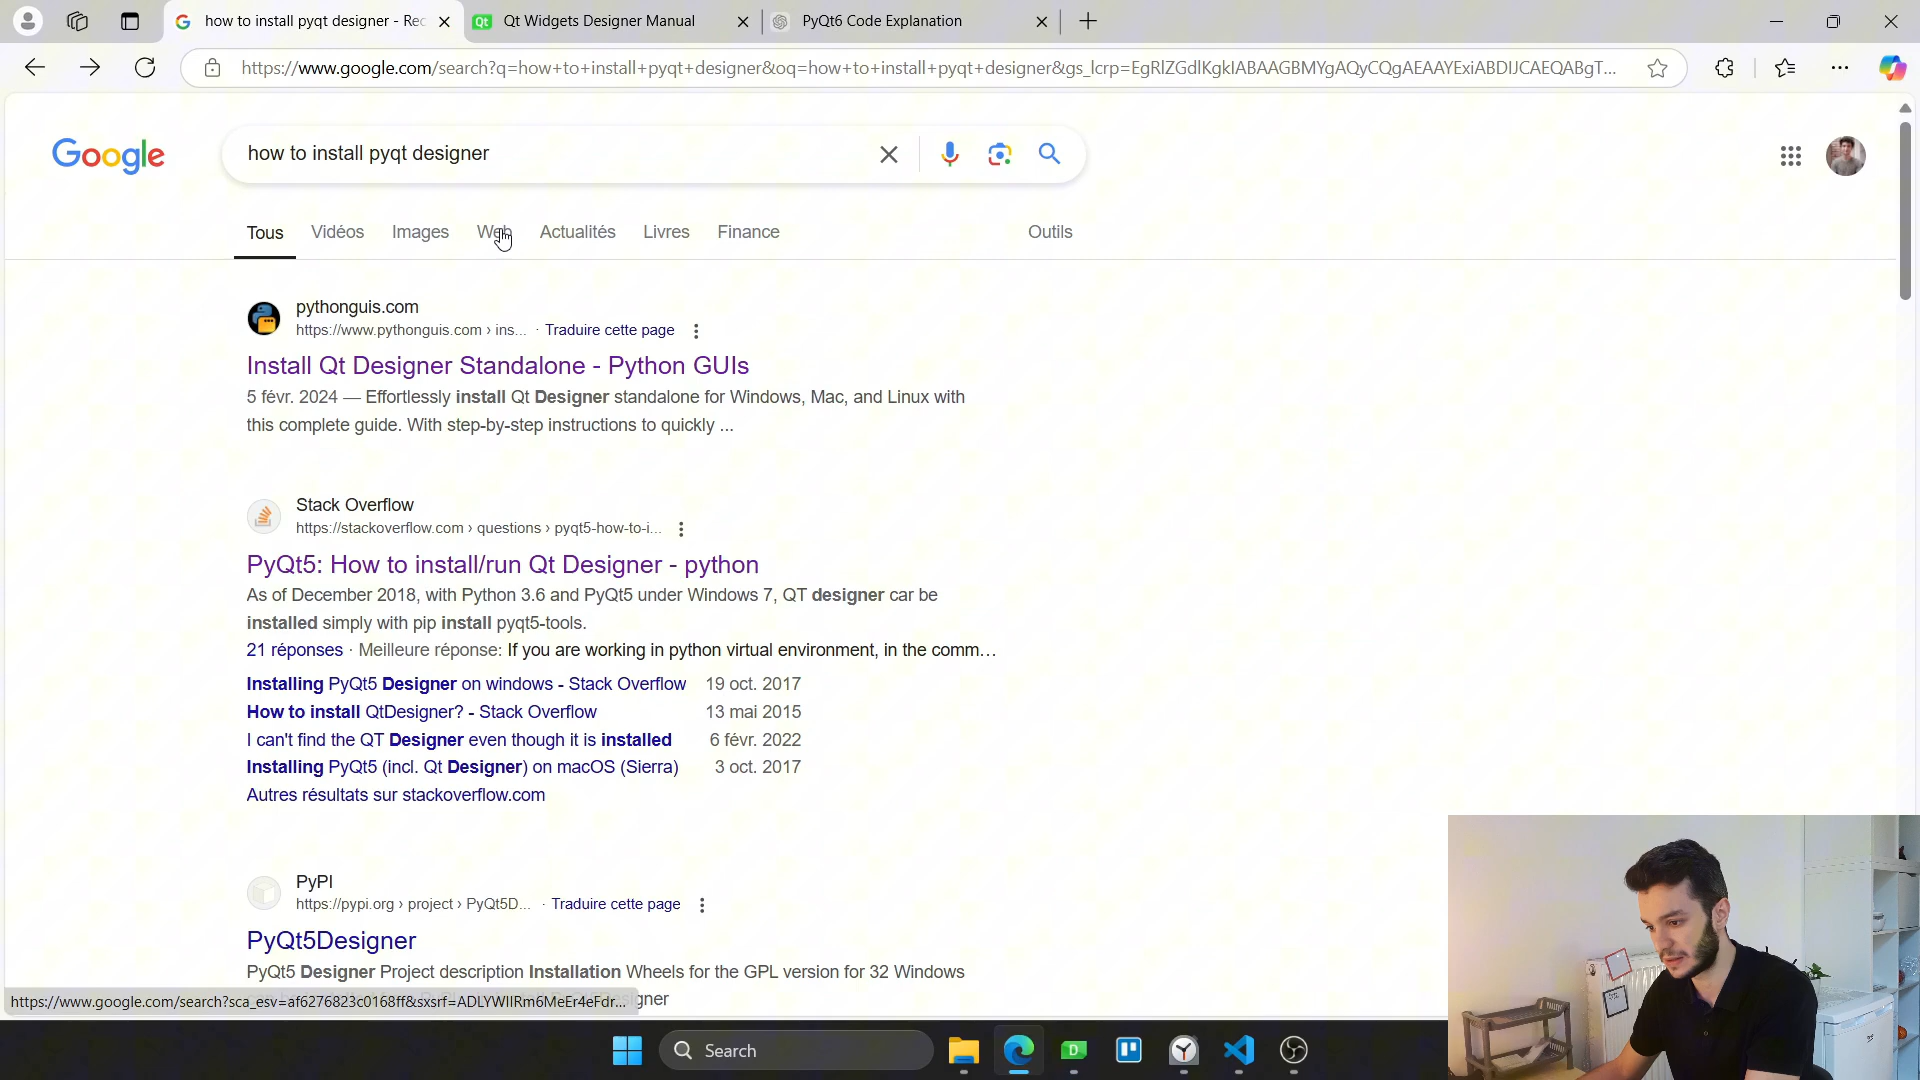 how to install pyqt designer - Rec
Qt Widgets Designer Manual
PyQt6 Code Explanation
https://www.google.com/search?q=how+to+install+pyqt+designer&oq=how+to+install+pyqt+designer&gs_lcrp=EgRlZGdlKgkIABAAGBMYgAQyCQgAEAAYExiABDIJCAEQABgT...
Google
how to install pyqt designer
Tous
Vidéos
Images
Web
Actualités
Livres
Finance
Outils
pythonguis.com
https://www.pythonguis.com › ins... · Traduire cette page
Install Qt Designer Standalone - Python GUIs
5 févr. 2024 — Effortlessly install Qt Designer standalone for Windows, Mac, and Linux with
this complete guide. With step-by-step instructions to quickly ...
Stack Overflow
https://stackoverflow.com › questions › pyqt5-how-to-i...
PyQt5: How to install/run Qt Designer - python
As of December 2018, with Python 3.6 and PyQt5 under Windows 7, QT designer car be
installed simply with pip install pyqt5-tools.
21 réponses · Meilleure réponse: If you are working in python virtual environment, in the comm...
Installing PyQt5 Designer on windows - Stack Overflow 19 oct. 2017
How to install QtDesigner? - Stack Overflow 13 mai 2015
I can't find the QT Designer even though it is installed 6 févr. 2022
Installing PyQt5 (incl. Qt Designer) on macOS (Sierra) 3 oct. 2017
Autres résultats sur stackoverflow.com
PyPI
https://pypi.org › project › PyQt5D... · Traduire cette page
PyQt5Designer
PyQt5 Designer Project description Installation Wheels for the GPL version for 32 Windows
https://www.google.com/search?sca_esv=af6276823c0168ff&sxsrf=ADLYWIIRm6MeEr4eFdr...
Search